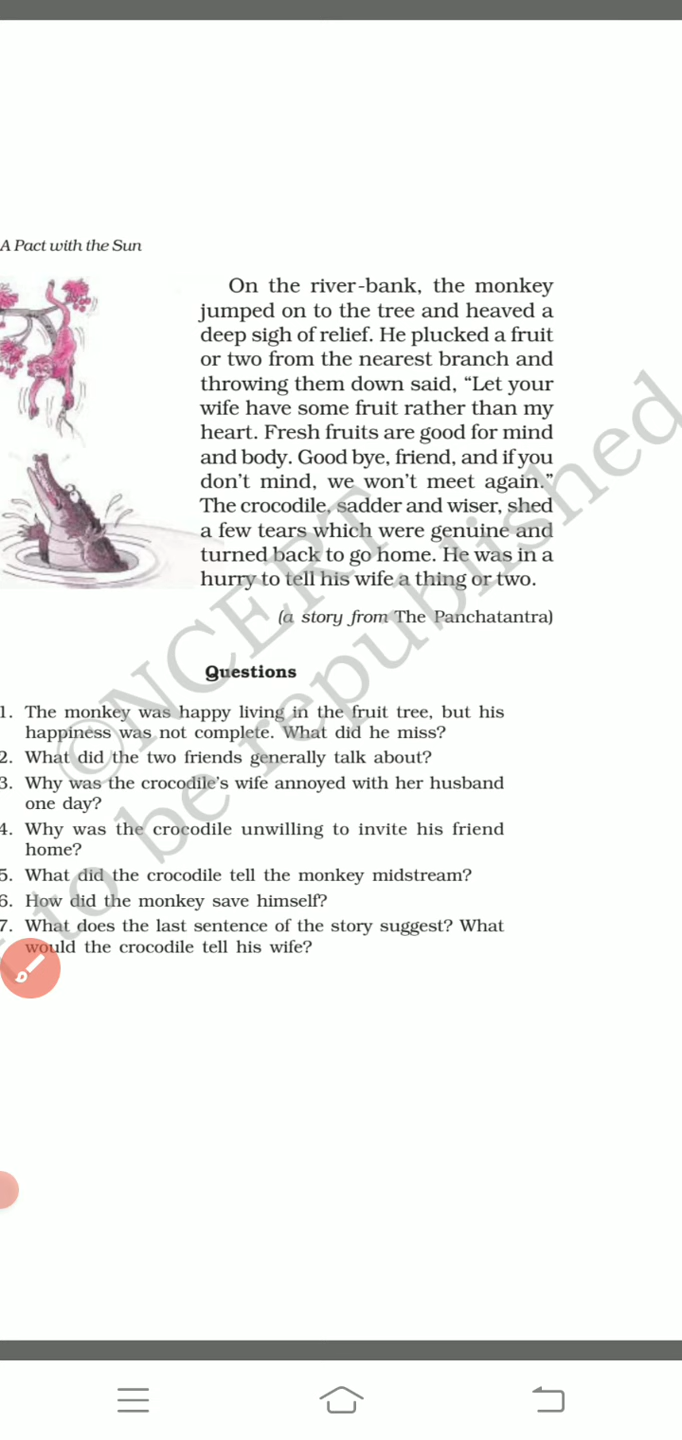 A Pact with the Sun
On the river-bank, the monkey
jumped on to the tree and heaved a
deep sigh of relief. He plucked a fruit
or two from the nearest branch and
throwing them down said, “Let your
wife have some fruit rather than my
heart. Fresh fruits are good for mind
and body. Good bye, friend, and if you
don’t mind, we won’t meet again.”
The crocodile, sadder and wiser, shed
a few tears which were genuine and
turned back to go home. He was in a
hurry to tell his wife a thing or two.
(a story from The Panchatantra)
Questions
1. The monkey was happy living in the fruit tree, but his
happiness was not complete. What did he miss?
2. What did the two friends generally talk about?
3. Why was the crocodile’s wife annoyed with her husband
one day?
4. Why was the crocodile unwilling to invite his friend
home?
5. What did the crocodile tell the monkey midstream?
6. How did the monkey save himself?
7. What does the last sentence of the story suggest? What
would the crocodile tell his wife?
©NCERT
to be republished